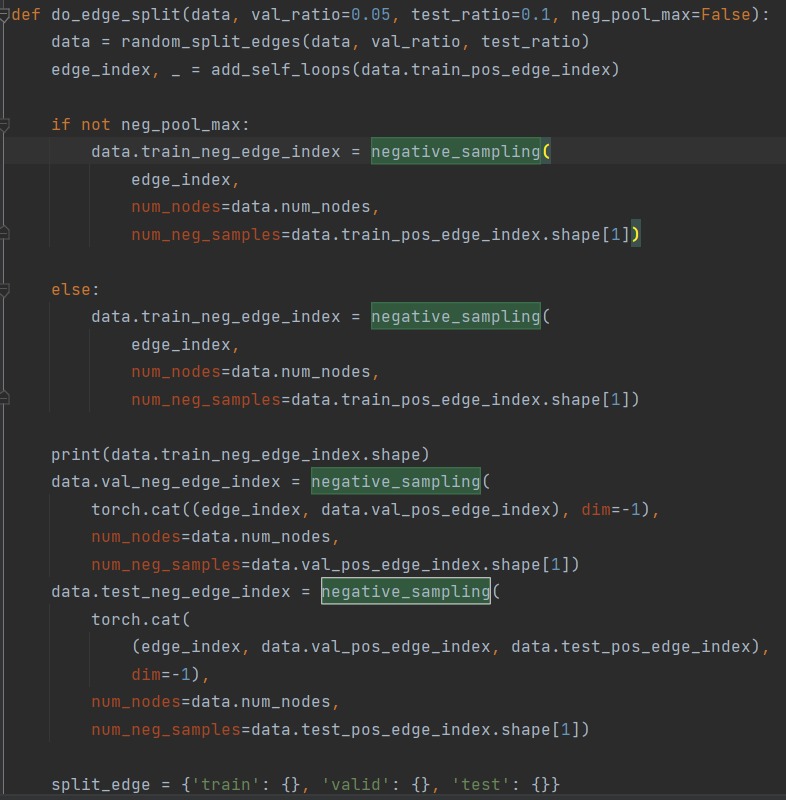 def do_edge_split(data, val_ratio=0.05, test_ratio=0.1, neg_pool_max=False):
    data = random_split_edges(data, val_ratio, test_ratio)
    edge_index, _ = add_self_loops(data.train_pos_edge_index)

    if not neg_pool_max:
        data.train_neg_edge_index = negative_sampling(
            edge_index,
            num_nodes=data.num_nodes,
            num_neg_samples=data.train_pos_edge_index.shape[1])

    else:
        data.train_neg_edge_index = negative_sampling(
            edge_index,
            num_nodes=data.num_nodes,
            num_neg_samples=data.train_pos_edge_index.shape[1])

    print(data.train_neg_edge_index.shape)
    data.val_neg_edge_index = negative_sampling(
        torch.cat((edge_index, data.val_pos_edge_index), dim=-1),
        num_nodes=data.num_nodes,
        num_neg_samples=data.val_pos_edge_index.shape[1])
    data.test_neg_edge_index = negative_sampling(
        torch.cat(
            (edge_index, data.val_pos_edge_index, data.test_pos_edge_index),
            dim=-1),
        num_nodes=data.num_nodes,
        num_neg_samples=data.test_pos_edge_index.shape[1])

    split_edge = {'train': {}, 'valid': {}, 'test': {}}